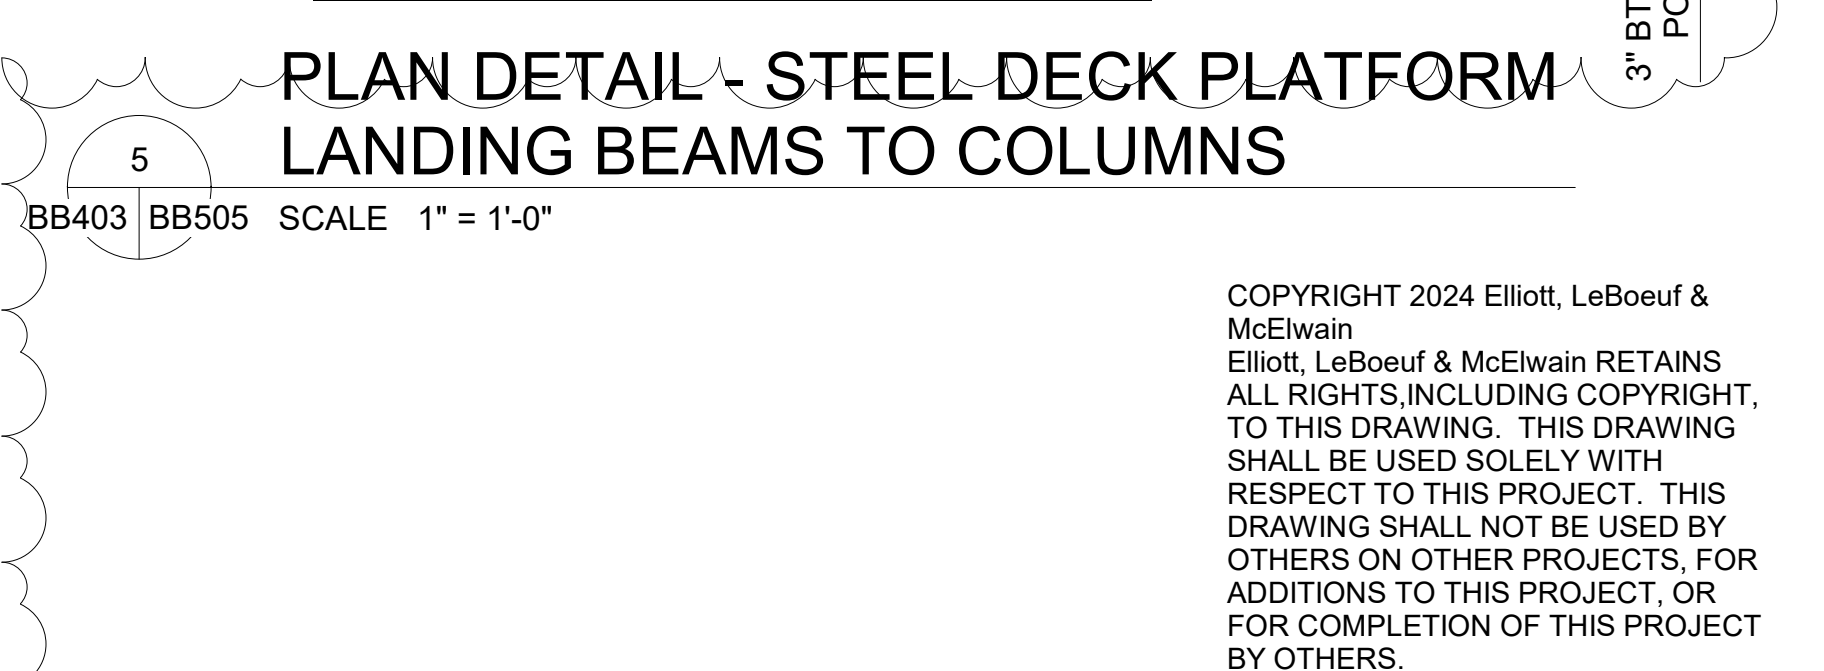 3" BT
PO
PLAN DETAIL - STEEL DECK PLATFORM
LANDING BEAMS TO COLUMNS
5
BB403 BB505 SCALE 1" = 1'-0"
COPYRIGHT 2024 Elliott, LeBoeuf &
McElwain
Elliott, LeBoeuf & McElwain RETAINS
ALL RIGHTS,INCLUDING COPYRIGHT,
TO THIS DRAWING. THIS DRAWING
SHALL BE USED SOLELY WITH
RESPECT TO THIS PROJECT. THIS
DRAWING SHALL NOT BE USED BY
OTHERS ON OTHER PROJECTS, FOR
ADDITIONS TO THIS PROJECT, OR
FOR COMPLETION OF THIS PROJECT
BY OTHERS.